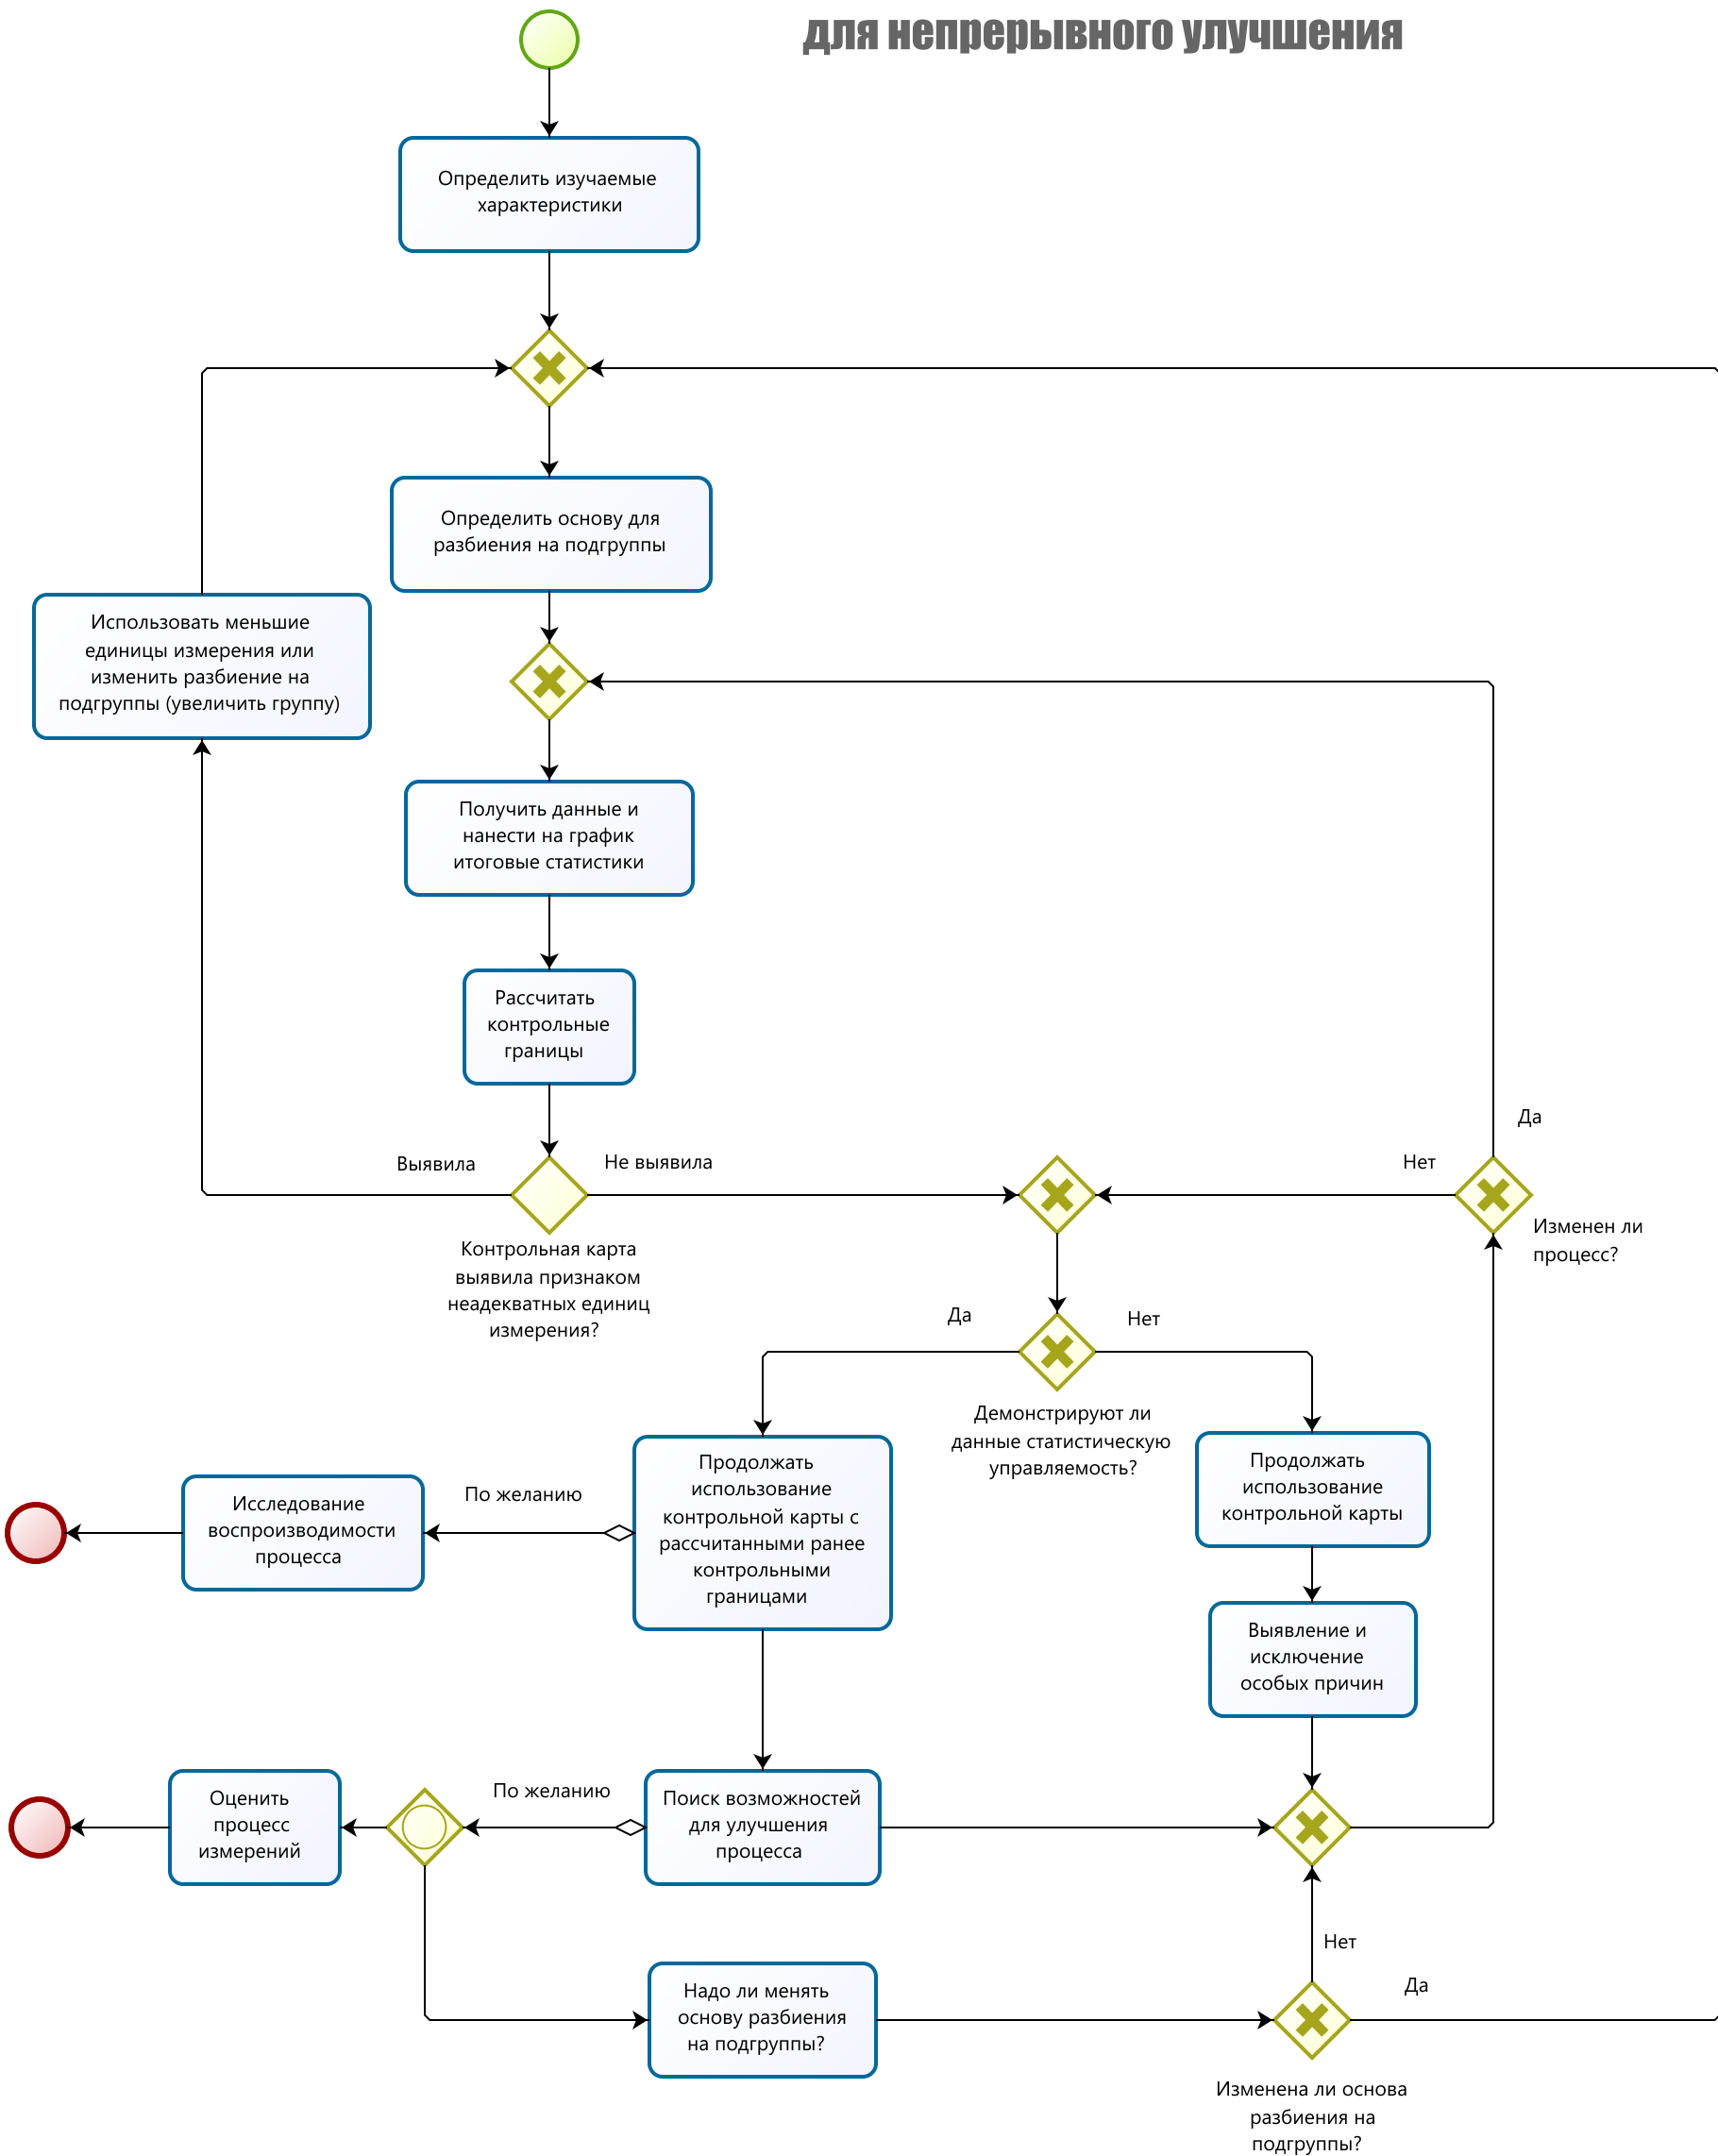 для непрерывного улучшения
Определить изучаемые
характеристики
Определить основу для
разбиения на подгруппы
Использовать меньшие
единицы измерения или
изменить разбиение на
подгруппы (увеличить группу)
Получить данные и
нанести на график
итоговые статистики
Рассчитать
контрольные
границы
Да
Выявила
Не выявила
Нет
Изменен ли
процесс?
Контрольная карта
выявила признаком
неадекватных единиц
измерения?
Да
Нет
Демонстрируют ли
данные статистическую
управляемость?
Продолжать
использование
контрольной карты с
рассчитанными ранее
контрольными
границами
Продолжать
использование
контрольной карты
По желанию
Исследование
воспроизводимости
процесса
Выявление и
исключение
особых причин
Оценить
процесс
измерений
По желанию
Поиск возможностей
для улучшения
процесса
Нет
Да
Надо ли менять
основу разбиения
на подгруппы?
Изменена ли основа
разбиения на
подгруппы?